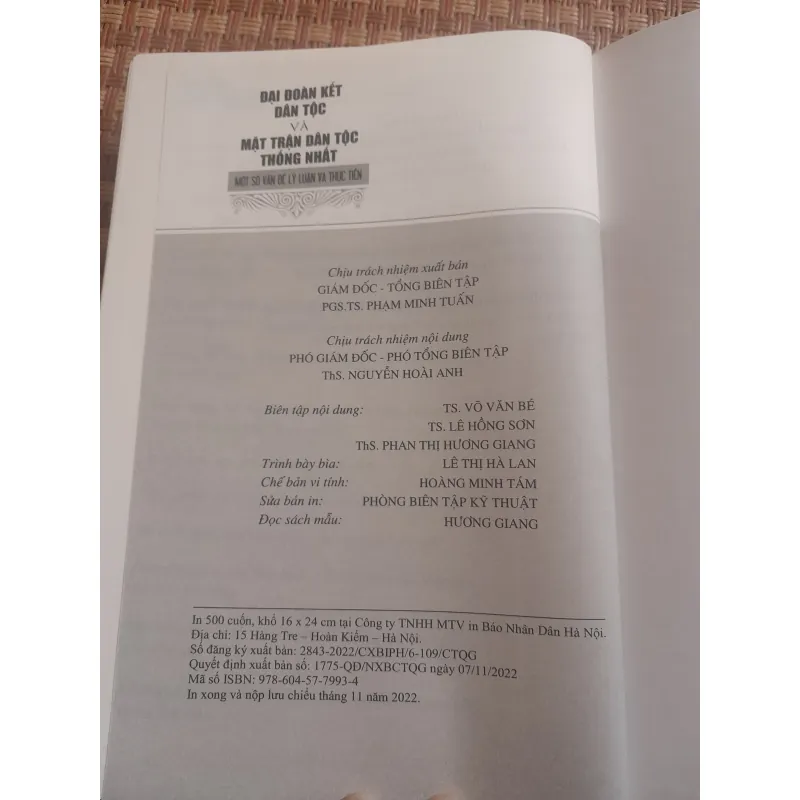 ĐẠI ĐOÀN KẾT
DÂN TỘC
VÀ
MẶT TRẬN DÂN TỘC
THỐNG NHẤT
MỘT SỐ VẤN ĐỀ LÝ LUẬN VÀ THỰC TIỄN
Chịu trách nhiệm xuất bản
GIÁM ĐỐC - TỔNG BIÊN TẬP
PGS.TS. PHẠM MINH TUẤN
Chịu trách nhiệm nội dung
PHÓ GIÁM ĐỐC - PHÓ TỔNG BIÊN TẬP
ThS. NGUYỄN HOÀI ANH
Biên tập nội dung: TS. VÕ VĂN BÉ
TS. LÊ HỒNG SƠN
ThS. PHAN THỊ HƯƠNG GIANG
Trình bày bìa: LÊ THỊ HÀ LAN
Chế bản vi tính: HOÀNG MINH TÁM
Sửa bản in: PHÒNG BIÊN TẬP KỸ THUẬT
Đọc sách mẫu: HƯƠNG GIANG
In 500 cuốn, khổ 16 x 24 cm tại Công ty TNHH MTV in Báo Nhân Dân Hà Nội.
Địa chỉ: 15 Hàng Tre – Hoàn Kiếm – Hà Nội.
Số đăng ký xuất bản: 2843-2022/CXBIPH/6-109/CTQG
Quyết định xuất bản số: 1775-QĐ/NXBCTQG ngày 07/11/2022
Mã số ISBN: 978-604-57-7993-4
In xong và nộp lưu chiểu tháng 11 năm 2022.